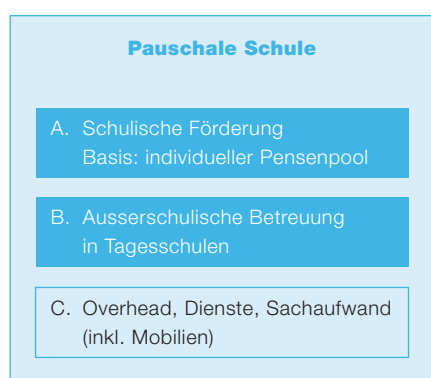 Pauschale Schule
A. Schulische Förderung
Basis: individueller Pensenpool
B. Ausserschulische Betreuung
in Tagesschulen
C. Overhead, Dienste, Sachaufwand
(inkl. Mobilien)